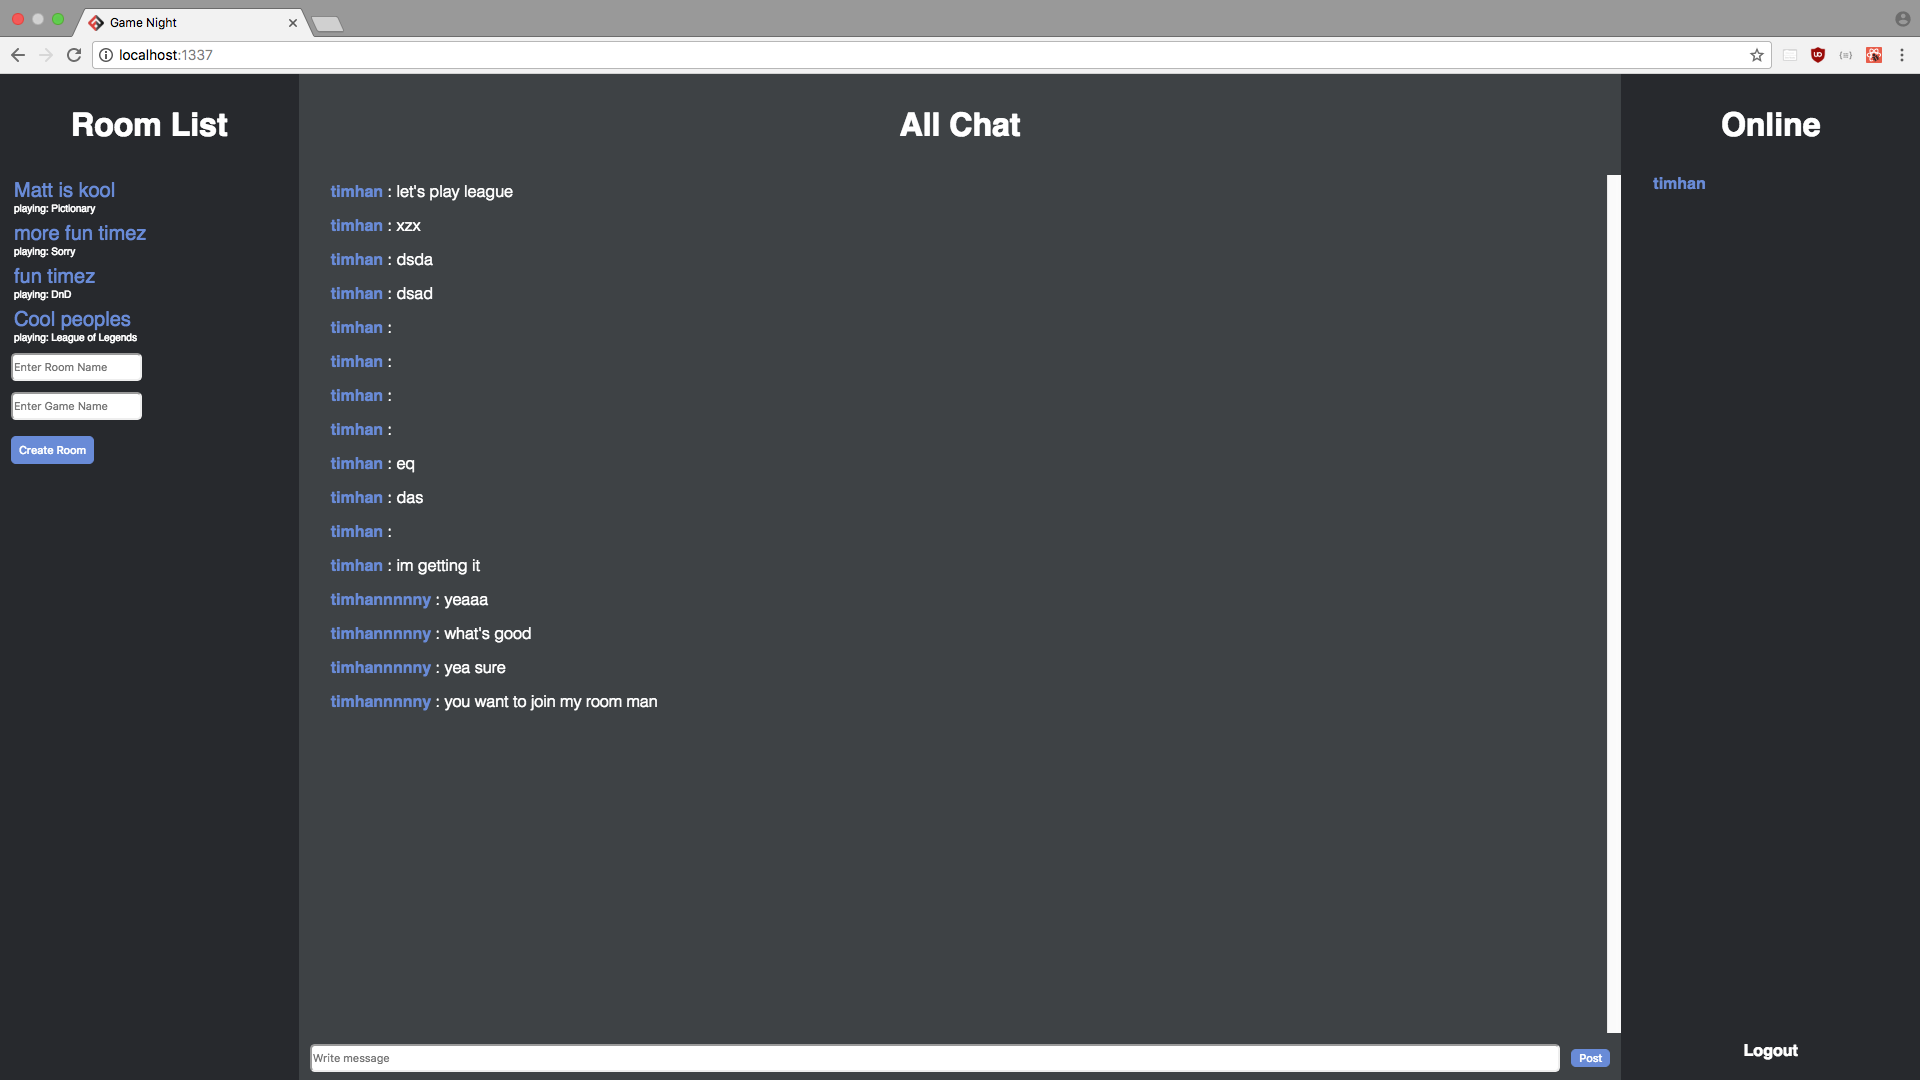 Game Night
localhost:1337
Room List
Matt is kool
playing: Pictionary
more fun timez
playing: Sorry
fun timez
playing: DnD
Cool peoples
playing: League of Legends
Enter Room Name
Enter Game Name
Create Room
All Chat
timhan : let's play league
timhan : xzx
timhan : dsda
timhan : dsad
timhan :
timhan :
timhan :
timhan :
timhan : eq
timhan : das
timhan :
timhan : im getting it
timhannnnny : yeaaa
timhannnnny : what's good
timhannnnny : yea sure
timhannnnny : you want to join my room man
Write message
Post
Online
timhan
Logout